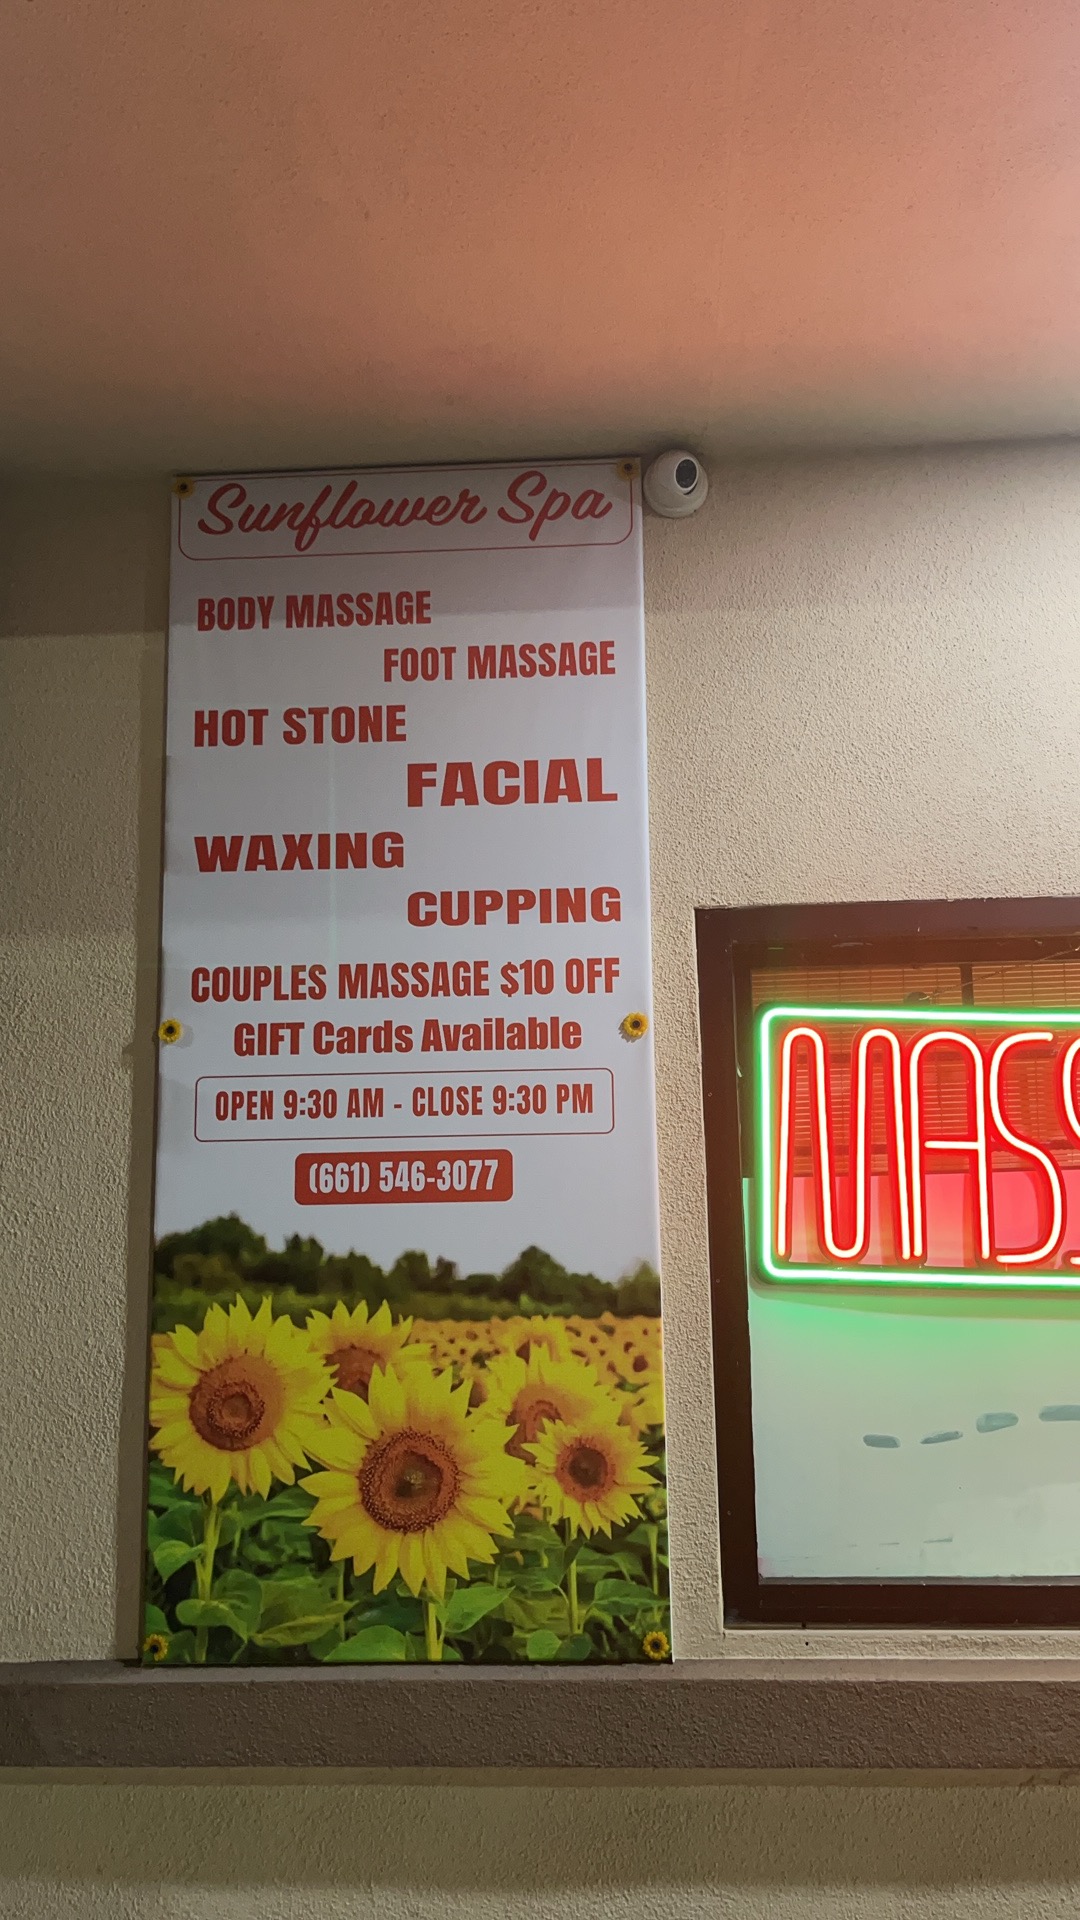 Sunflower Spa
BODY MASSAGE
FOOT MASSAGE
HOT STONE
FACIAL
WAXING
CUPPING
COUPLES MASSAGE $10 OFF
GIFT Cards Available
OPEN 9:30 AM - CLOSE 9:30 PM
(661) 546-3077
MASS